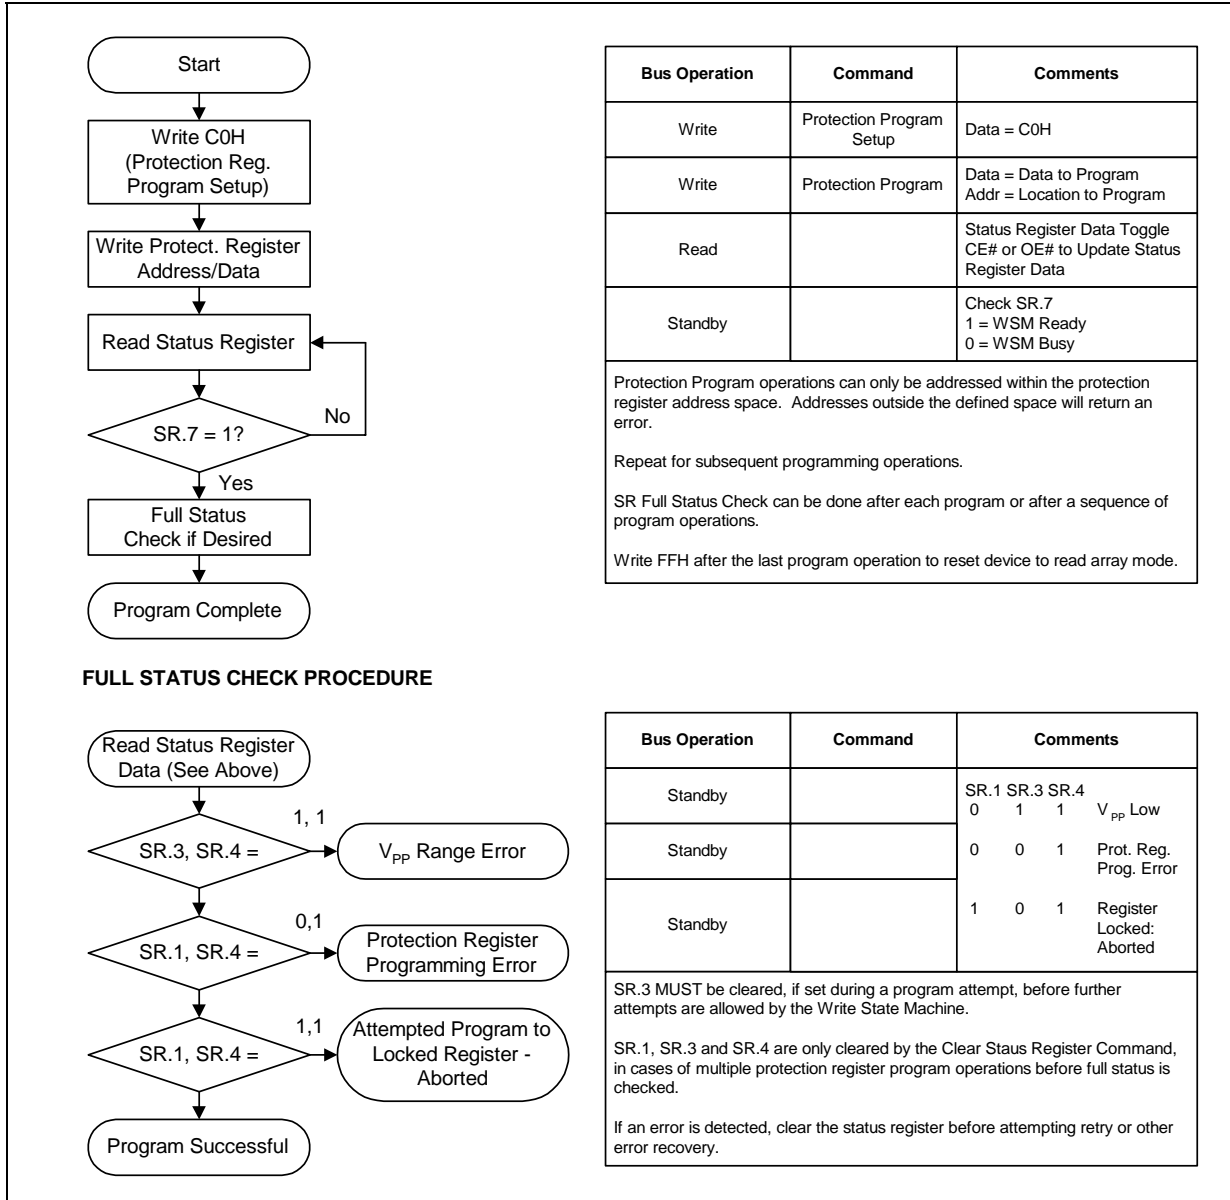 Start
Write C0H
(Protection Reg.
Program Setup)
Write Protect. Register
Address/Data
Read Status Register
No
SR.7 = 1?
Yes
Full Status
Check if Desired
Program Complete
Bus Operation Command Comments
Write Protection Program Setup Data = C0H
Write Protection Program Data = Data to Program
Addr = Location to Program
Read Status Register Data Toggle
CE# or OE# to Update Status
Register Data
Standby Check SR.7
1 = WSM Ready
0 = WSM Busy
Protection Program operations can only be addressed within the protection
register address space. Addresses outside the defined space will return an
error.
Repeat for subsequent programming operations.
SR Full Status Check can be done after each program or after a sequence of
program operations.
Write FFH after the last program operation to reset device to read array mode.
FULL STATUS CHECK PROCEDURE
Read Status Register
Data (See Above)
1, 1
SR.3, SR.4 =
VPP Range Error
0,1
SR.1, SR.4 =
Protection Register
Programming Error
1,1
SR.1, SR.4 =
Attempted Program to
Locked Register -
Aborted
Program Successful
Bus Operation Command Comments
Standby SR.1 SR.3 SR.4
0 1 1 VPP Low
Standby 0 0 1 Prot. Reg.
Prog. Error
Standby 1 0 1 Register
Locked:
Aborted
SR.3 MUST be cleared, if set during a program attempt, before further
attempts are allowed by the Write State Machine.
SR.1, SR.3 and SR.4 are only cleared by the Clear Staus Register Command,
in cases of multiple protection register program operations before full status is
checked.
If an error is detected, clear the status register before attempting retry or other
error recovery.